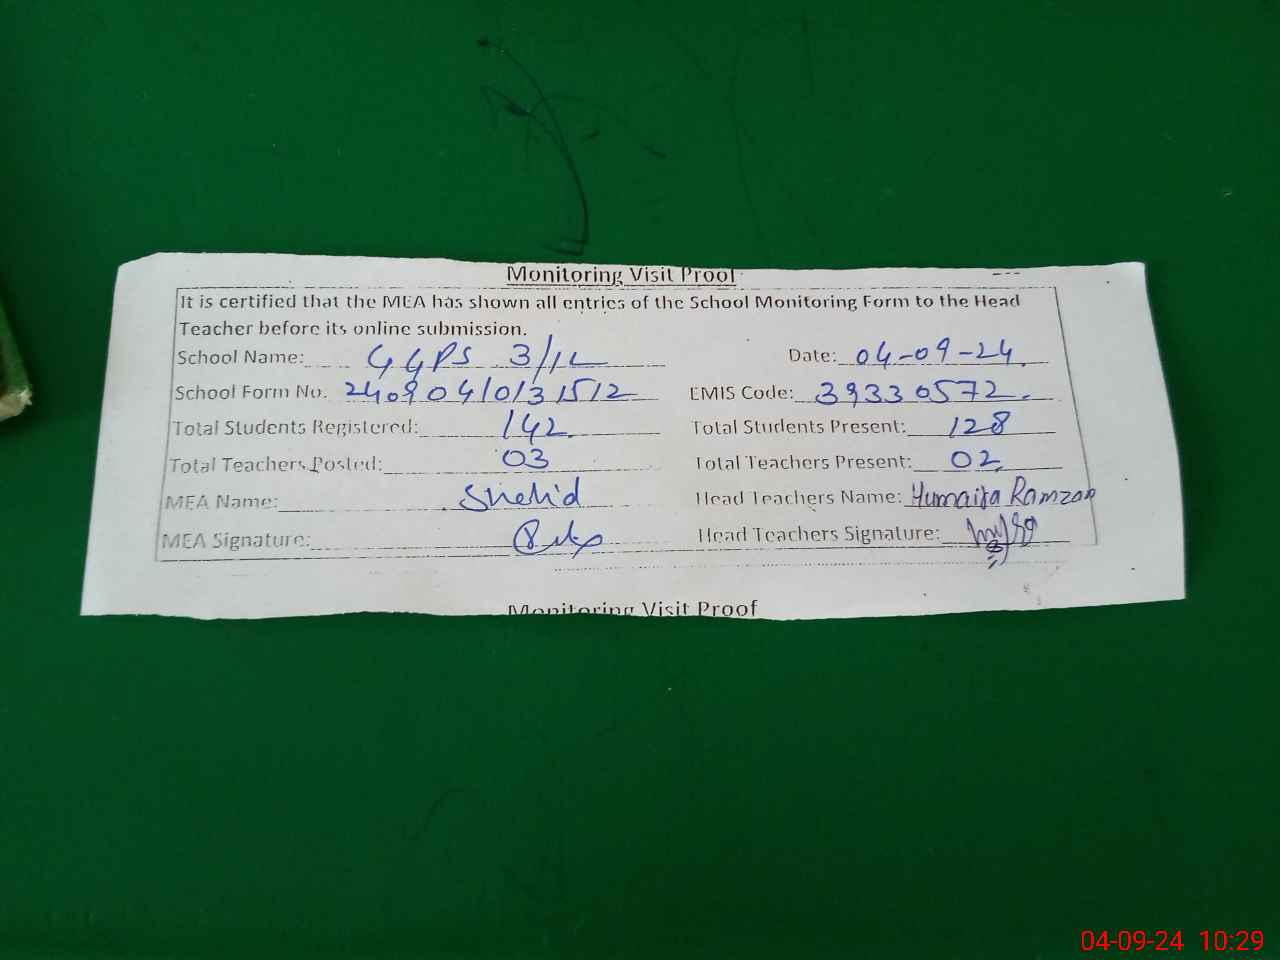 Monitoring Visit Proof
It is certified that the MEA has shown all entries of the School Monitoring Form to the Head
Teacher before its online submission.
School Name: GGPS 3/1L Date: 04-09-24
School Form No. 2409040131512 EMIS Code: 39330572
Total Students Registered: 142 Total Students Present: 128
Total Teachers Posted: 03 Total Teachers Present: 02
MEA Name: Shahid Head Teachers Name: Humaira Ramzan
MEA Signature: Head Teachers Signature:
Monitoring Visit Proof
04-09-24 10:29